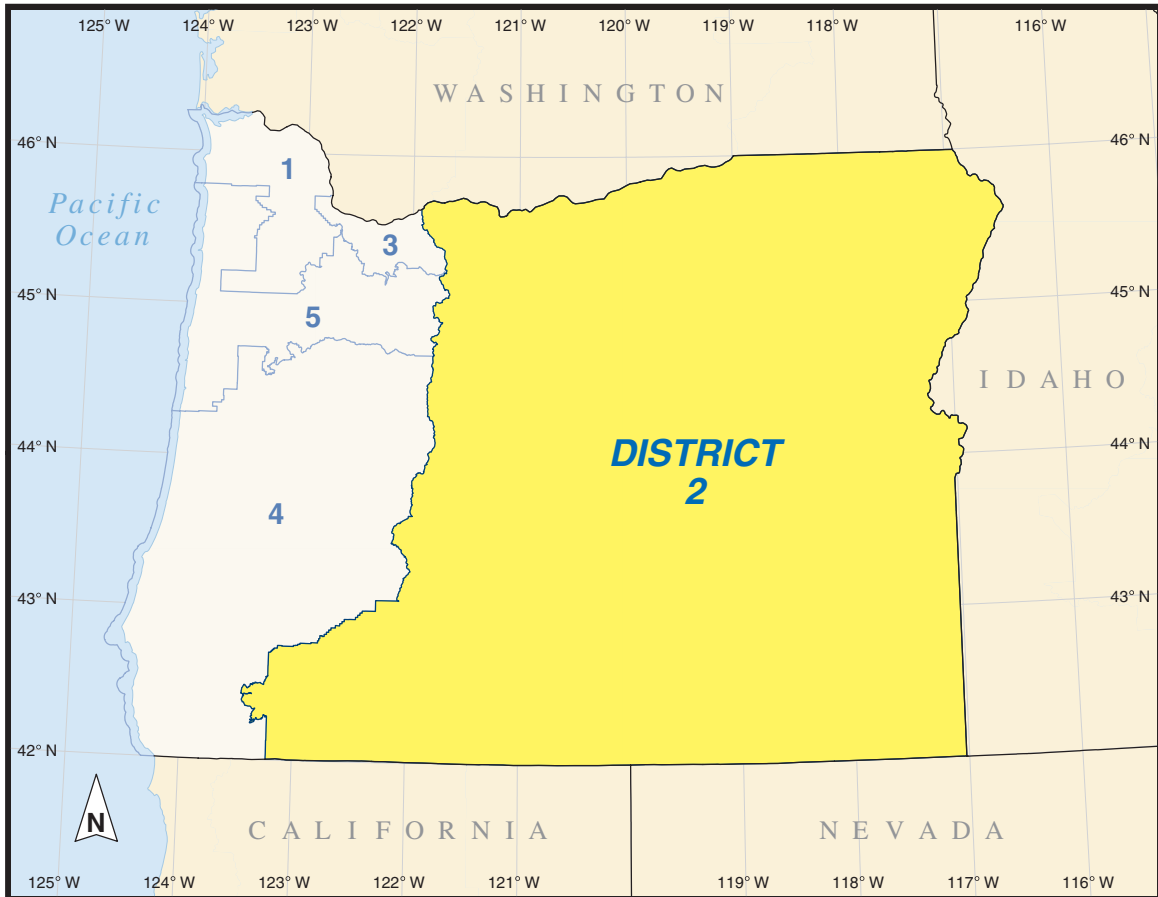 125° W 124° W 123° W 122° W 121° W 120° W 119° W 118° W 116° W
WASHINGTON
46° N 46° N
1
Pacific
Ocean
3
45° N 45° N
5
IDAHO
44° N 44° N
DISTRICT
2
4
43° N 43° N
42° N
N
CALIFORNIA NEVADA
125° W 124° W 123° W 122° W 121° W 119° W 118° W 117° W 116° W